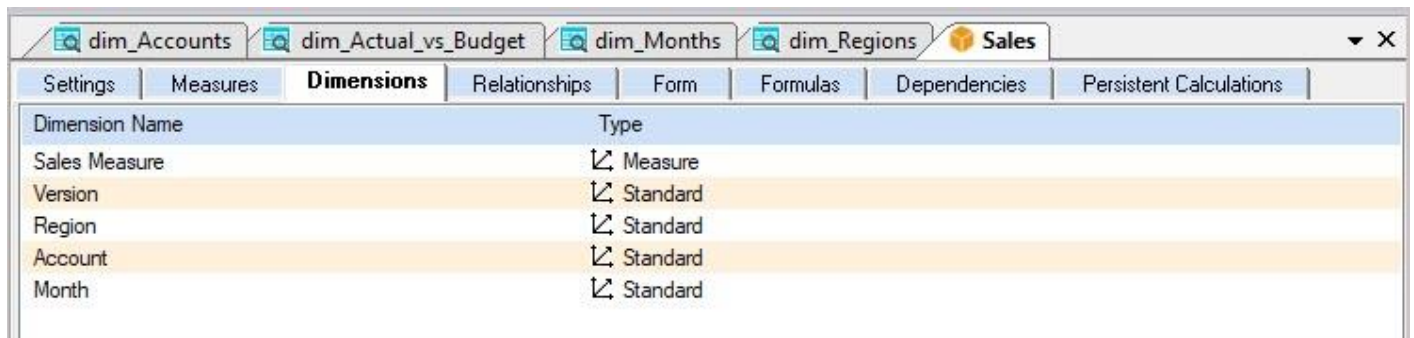 dim_Accounts dim_Actual_vs_Budget dim_Months dim_Regions Sales
Settings Measures Dimensions Relationships Form Formulas Dependencies Persistent Calculations
Dimension Name Type
Sales Measure Measure
Version Standard
Region Standard
Account Standard
Month Standard